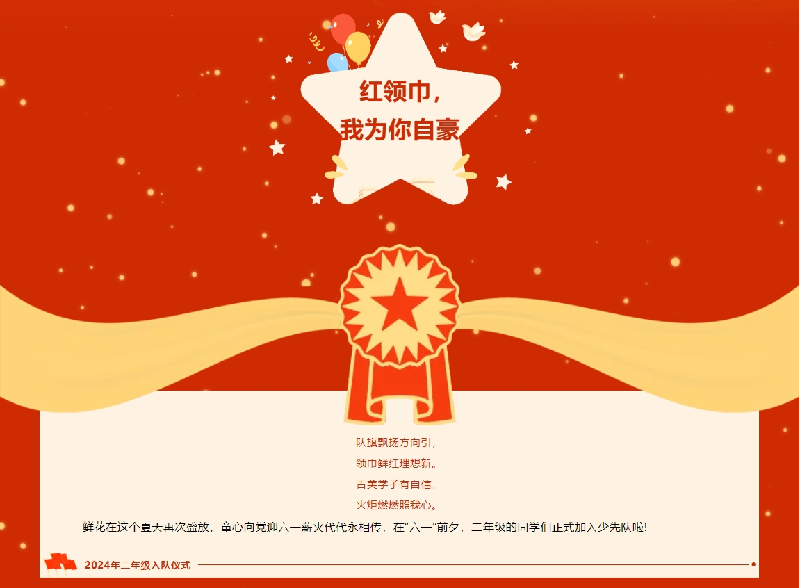 红领巾，
我为你自豪
队旗飘扬方向引，
领巾鲜红理想新。
古美学子有自信，
火炬燃燃照我心。
鲜花在这个夏天再次盛放，童心向党迎六一薪火代代永相传，在"六一"前夕，二年级的同学们正式加入少先队啦！
2024年二年级入队仪式